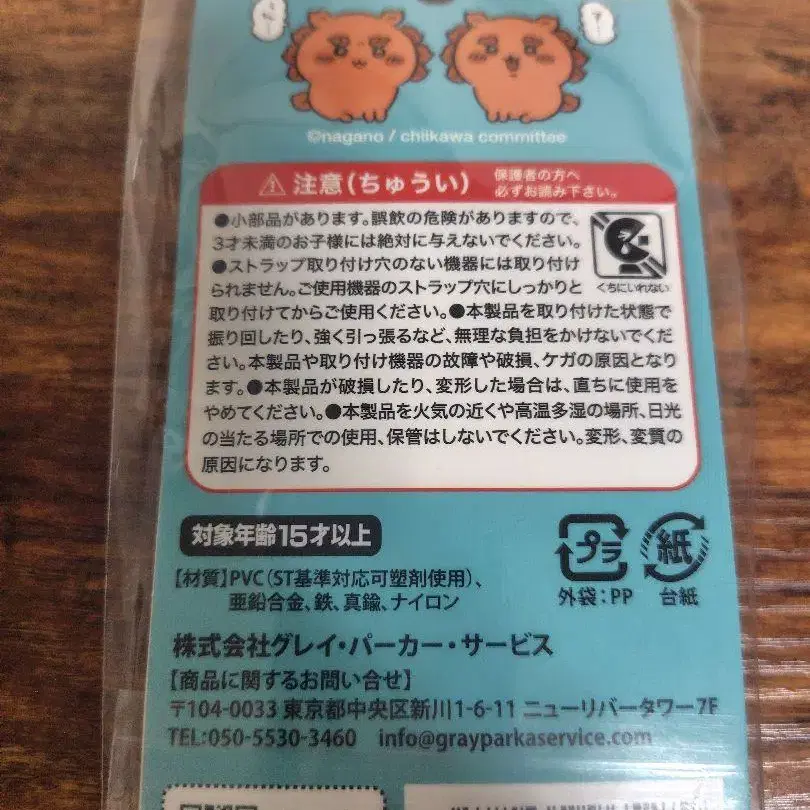 ©nagano / chiikawa committee
⚠ 注意(ちゅうい) 保護者の方へ
必ずお読み下さい。
●小部品があります。誤飲の危険がありますので、
3才未満のお子様には絶対に与えないでください。
●ストラップ取り付け穴のない機器には取り付け
られません。ご使用機器のストラップ穴にしっかりと
取り付けてからご使用ください。●本製品を取り付けた状態で
振り回したり、強く引っ張るなど、無理な負担をかけないでくだ
さい。本製品や取り付け機器の故障や破損、ケガの原因となり
ます。●本製品が破損したり、変形した場合は、直ちに使用を
やめてください。●本製品を火気の近くや高温多湿の場所、日光
の当たる場所での使用、保管はしないでください。変形、変質の
原因になります。
くちにいれない
対象年齢15才以上
【材質】PVC(ST基準対応可塑剤使用)、
亜鉛合金、鉄、真鍮、ナイロン
プラ
外袋:PP
紙
台紙
株式会社グレイ・パーカー・サービス
【商品に関するお問い合せ】
〒104-0033 東京都中央区新川1-6-11 ニューリバータワー7F
TEL:050-5530-3460 info@grayparkaservice.com